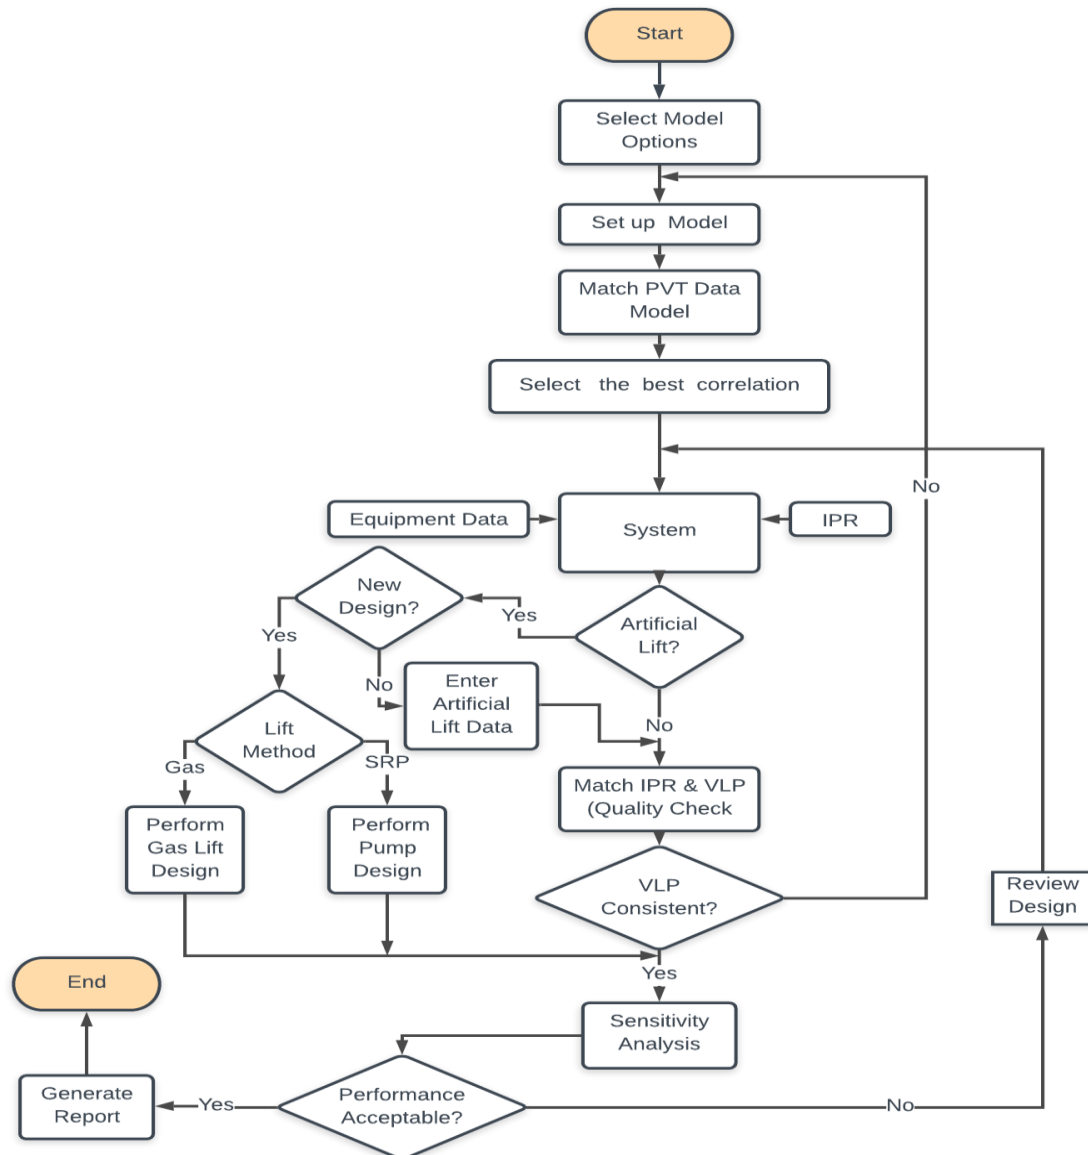 Start
Select Model
Options
Set up Model
Match PVT Data
Model
Select the best correlation
No
Equipment Data
System
IPR
New
Design?
Yes
Artificial
Lift?
Yes
No
Enter
Artificial
Lift Data
No
Lift
Method
Gas
SRP
Match IPR & VLP
(Quality Check
Perform
Gas Lift
Design
Perform
Pump
Design
VLP
Consistent?
Review
Design
Yes
End
Sensitivity
Analysis
Generate
Report
Yes
Performance
Acceptable?
No